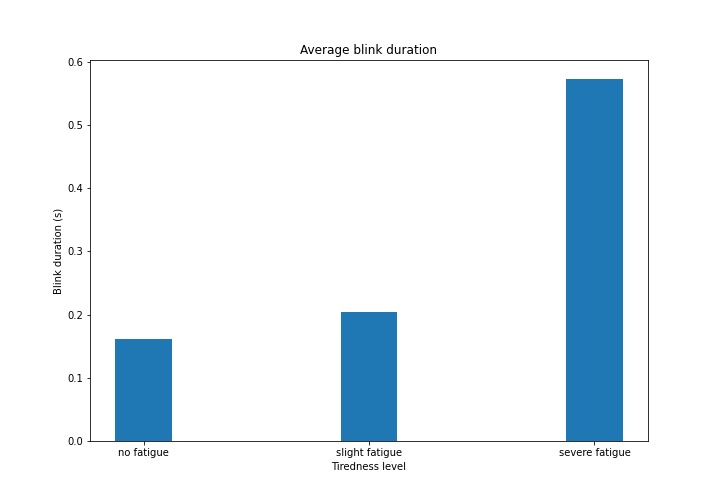 Average blink duration
0.6
0.5
0.4
0.3
0.2
0.1
0.0
Blink duration (s)
no fatigue
slight fatigue
severe fatigue
Tiredness level